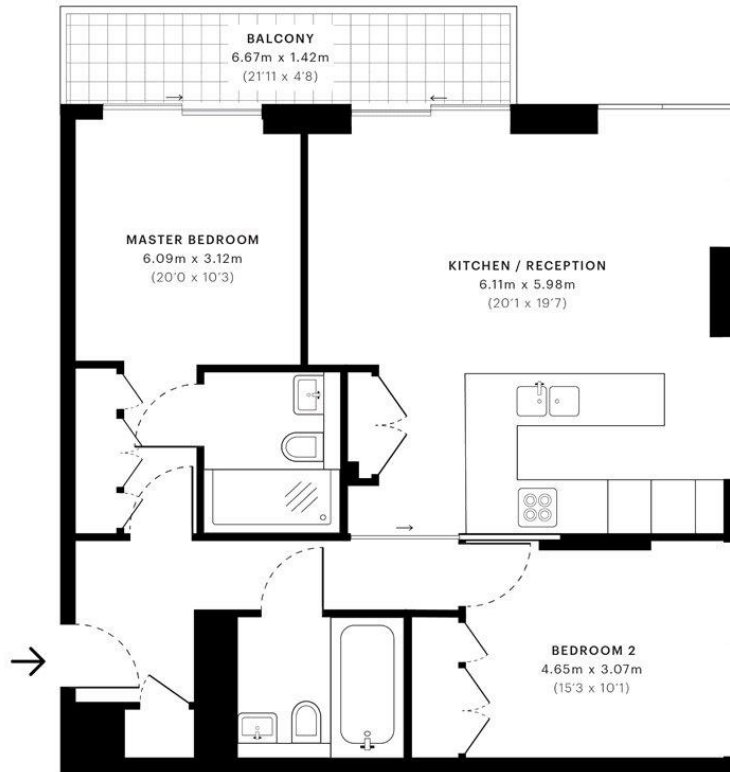 BALCONY
6.67m x 1.42m
(21'11 x 4'8)
MASTER BEDROOM
6.09m x 3.12m
(20'0 x 10'3)
KITCHEN / RECEPTION
6.11m x 5.98m
(20'1 x 19'7)
BEDROOM 2
4.65m x 3.07m
(15'3 x 10'1)